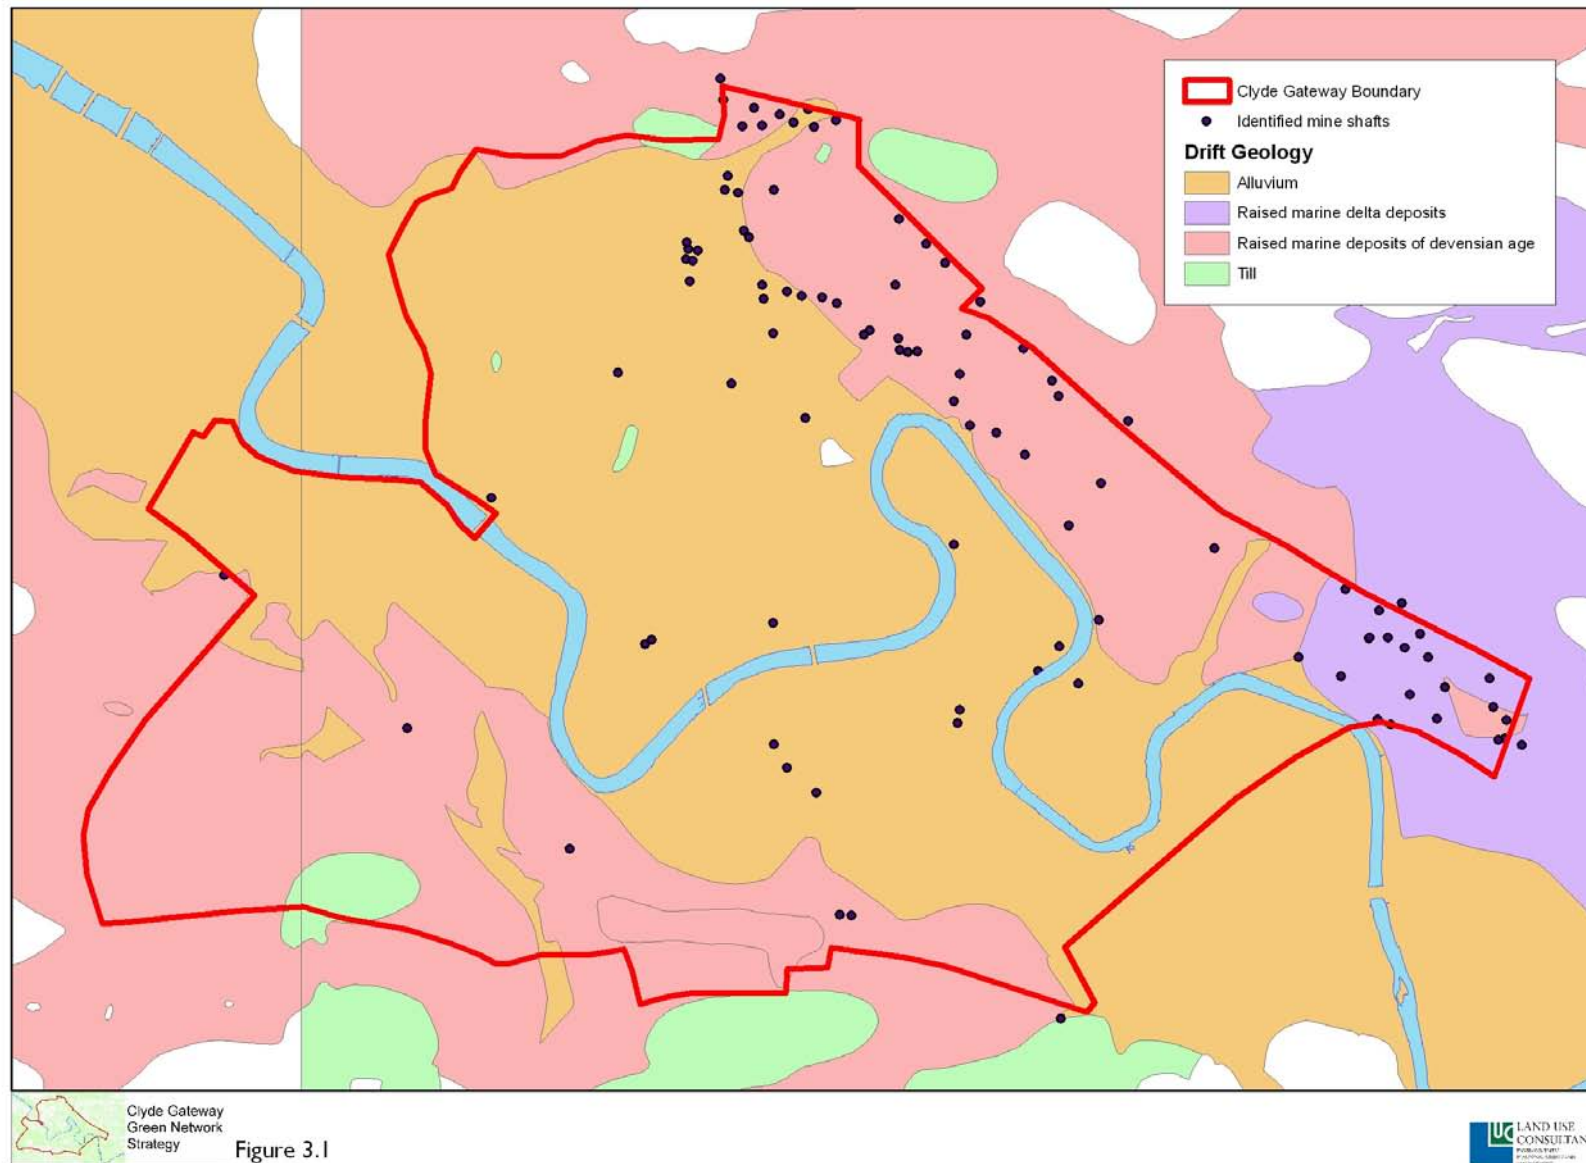 Clyde Gateway Boundary
Identified mine shafts
Drift Geology
Alluvium
Raised marine delta deposits
Raised marine deposits of devensian age
Till
Clyde Gateway
Green Network
Strategy
Figure 3.1
LUC
LAND USE
CONSULTAN